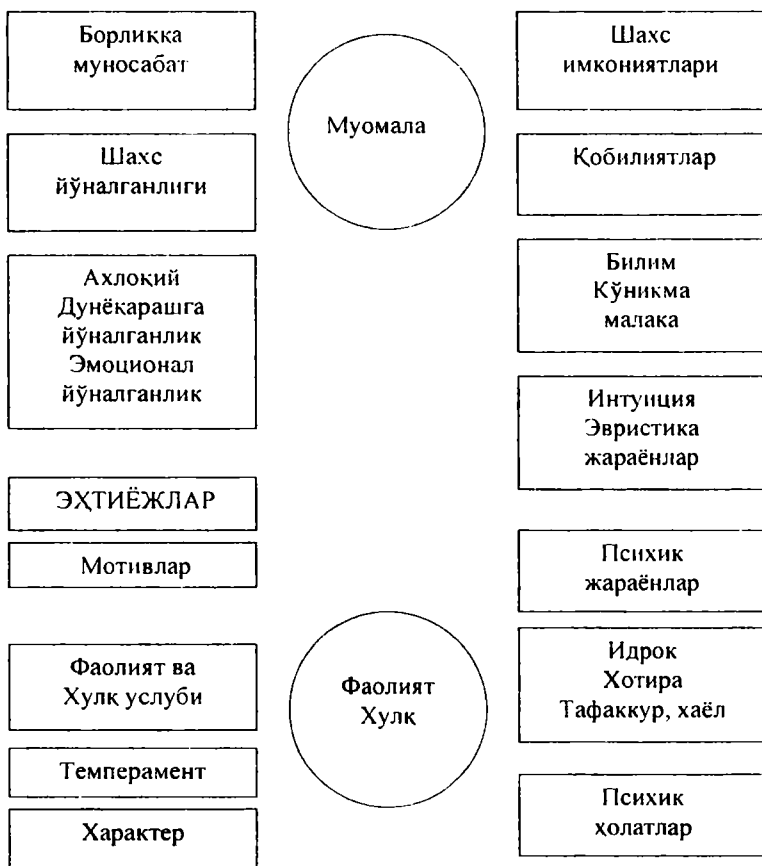 Борлиққа
муносабат
Шахс
йўналганлиги
Ахлоқий
Дунёқарашга
йўналганлик
Эмоционал
йўналганлик
ЭҲТИЁЖЛАР
Мотивлар
Фаолият ва
Хулқ услуби
Темперамент
Характер
Муомала
Фаолият
Хулқ
Шахс
имкониятлари
Қобилиятлар
Билим
Кўникма
малака
Интуиция
Эвристика
жараёнлар
Психик
жараёнлар
Идрок
Хотира
Тафаккур, хаёл
Психик
ҳолатлар